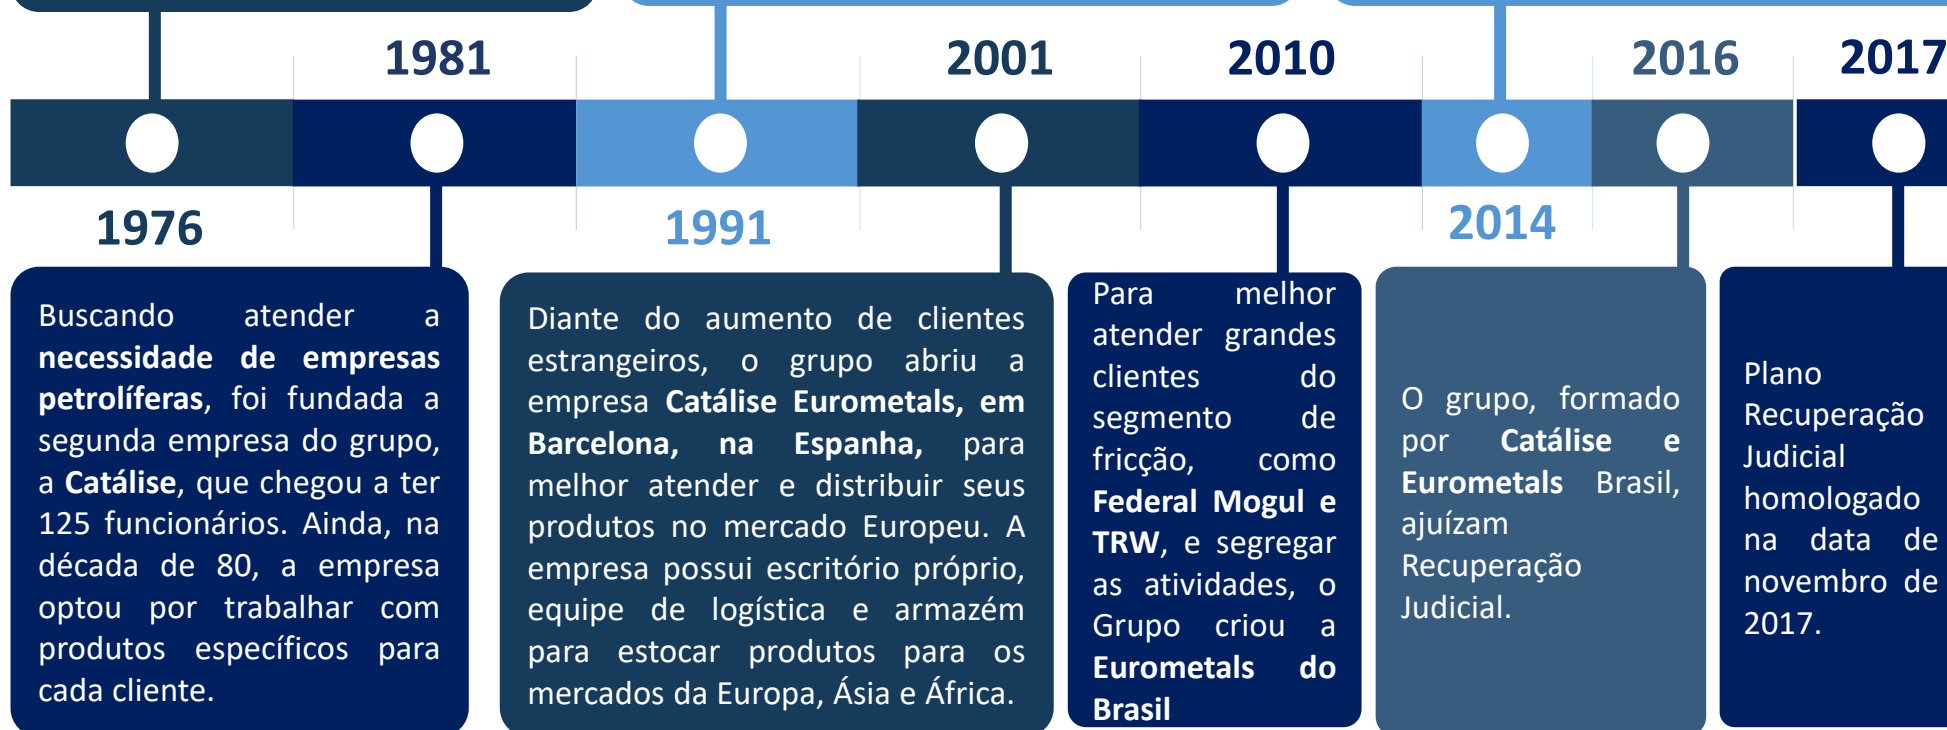 1981
2001
2010
2016
2017
1976
1991
2014
Buscando atender a
necessidade de empresas
petrolíferas, foi fundada a
segunda empresa do grupo,
a Catálise, que chegou a ter
125 funcionários. Ainda, na
década de 80, a empresa
optou por trabalhar com
produtos específicos para
cada cliente.
Diante do aumento de clientes
estrangeiros, o grupo abriu a
empresa Catálise Eurometals, em
Barcelona, na Espanha, para
melhor atender e distribuir seus
produtos no mercado Europeu. A
empresa possui escritório próprio,
equipe de logística e armazém
para estocar produtos para os
mercados da Europa, Ásia e África.
Para melhor
atender grandes
clientes do
segmento de
fricção, como
Federal Mogul e
TRW, e segregar
as atividades, o
Grupo criou a
Eurometals do
Brasil
O grupo, formado
por Catálise e
Eurometals Brasil,
ajuízam
Recuperação
Judicial.
Plano
Recuperação
Judicial
homologado
na data de
novembro de
2017.